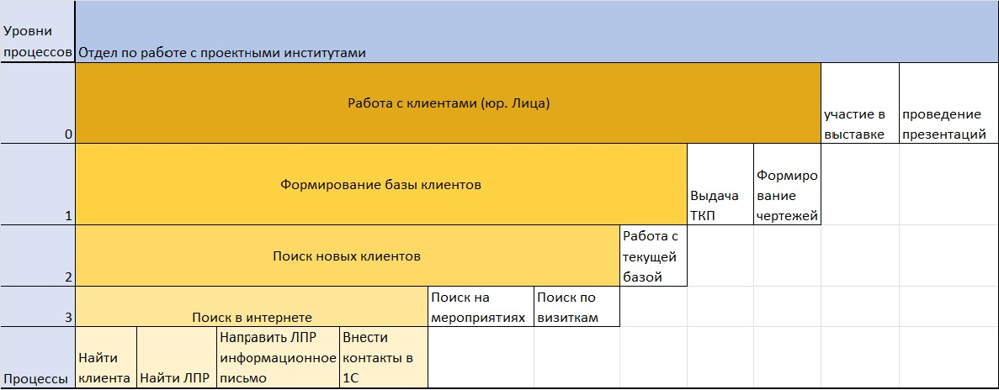 Уровни
процессов
Отдел по работе с проектными институтами
Работа с клиентами (юр. Лица)
участие в
выставке
проведение
презентаций
0
Формирование базы клиентов
Выдача
ТКП
Формиро
вание
чертежей
1
Поиск новых клиентов
Работа с
текущей
базой
2
Поиск в интернете
Поиск на
мероприятиях
Поиск по
визиткам
3
Найти
клиента
Найти ЛПР
Направить ЛПР
информационное
письмо
Внести
контакты в
1С
Процессы